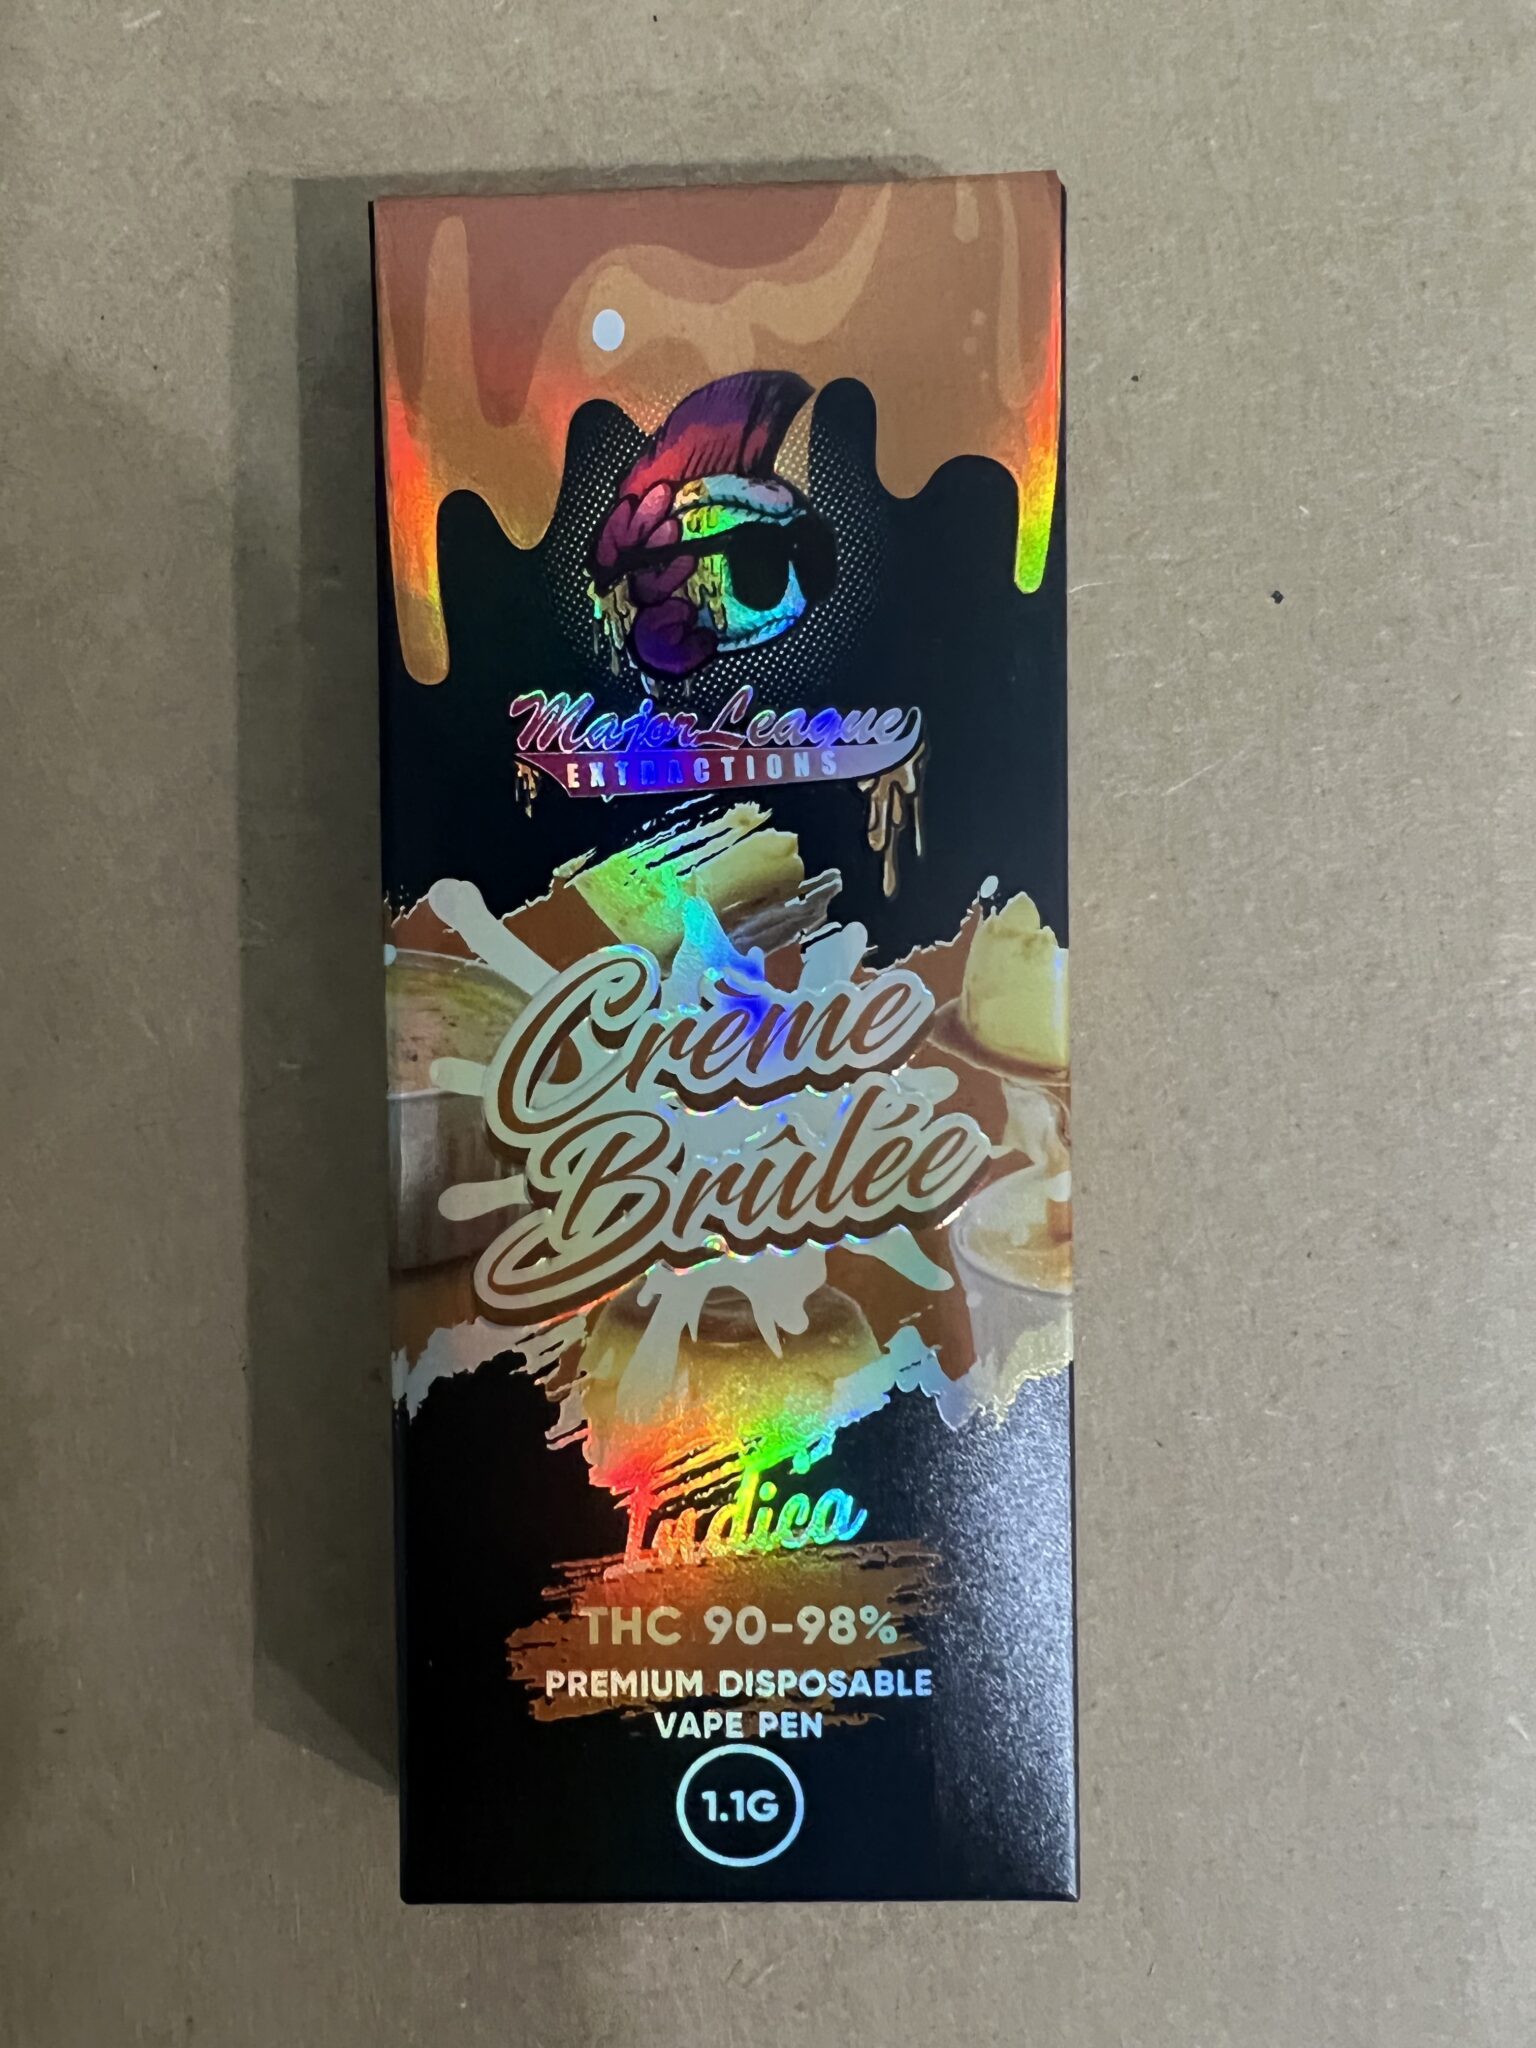 Major League
EXTRACTIONS
Crème
Brûlée
Indica
THC 90-98%
PREMIUM DISPOSABLE
VAPE PEN
1.1G